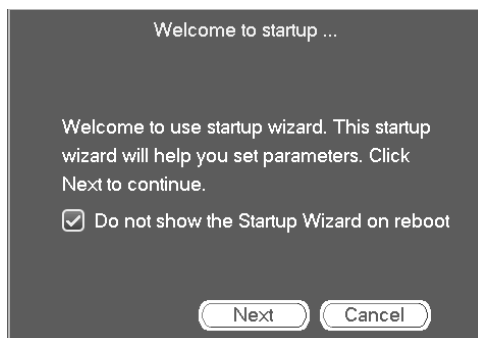 Welcome to startup ...
Welcome to use startup wizard. This startup
wizard will help you set parameters. Click
Next to continue.
Do not show the Startup Wizard on reboot
Next Cancel